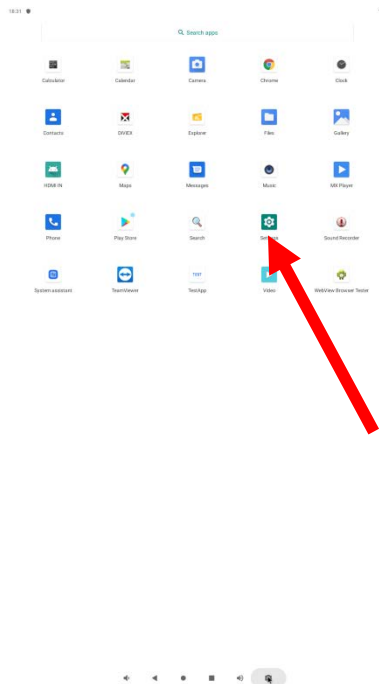 18:31
Search apps
Calculator Calendar Camera Chrome Clock
Contacts Explorer Files Gallery
HDMI IN Maps Messages Music MX Player
Phone Play Store Search Settings Sound Recorder
TEST
System assistant TeamViewer TestApp Video WebView Browser Tester